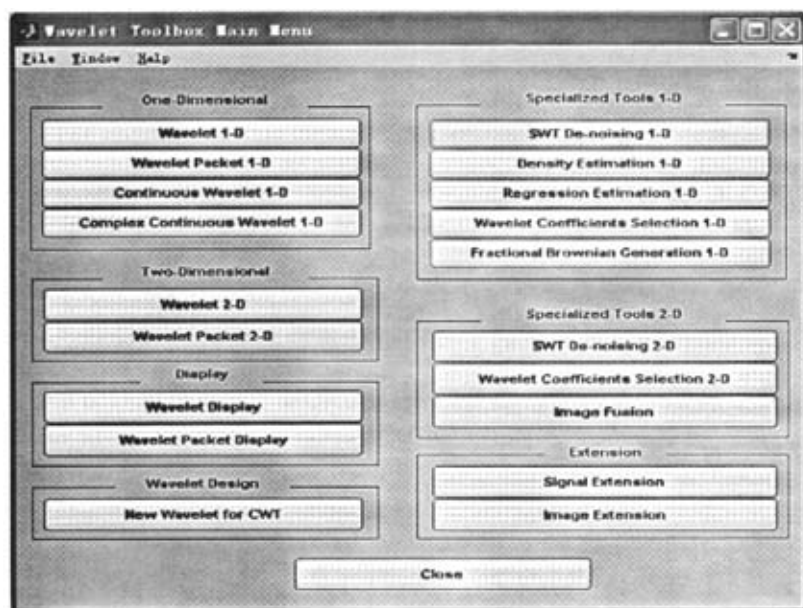 Wavelet Toolbox Main Menu
File Window Help
One-Dimensional
Wavelet 1-D
Wavelet Packet 1-D
Continuous Wavelet 1-D
Complex Continuous Wavelet 1-D
Two-Dimensional
Wavelet 2-D
Wavelet Packet 2-D
Display
Wavelet Display
Wavelet Packet Display
Wavelet Design
New Wavelet for CWT
Specialized Tools 1-D
SWT De-noising 1-D
Density Estimation 1-D
Regression Estimation 1-D
Wavelet Coefficients Selection 1-D
Fractional Brownian Generation 1-D
Specialized Tools 2-D
SWT De-noising 2-D
Wavelet Coefficients Selection 2-D
Image Fusion
Extension
Signal Extension
Image Extension
Close